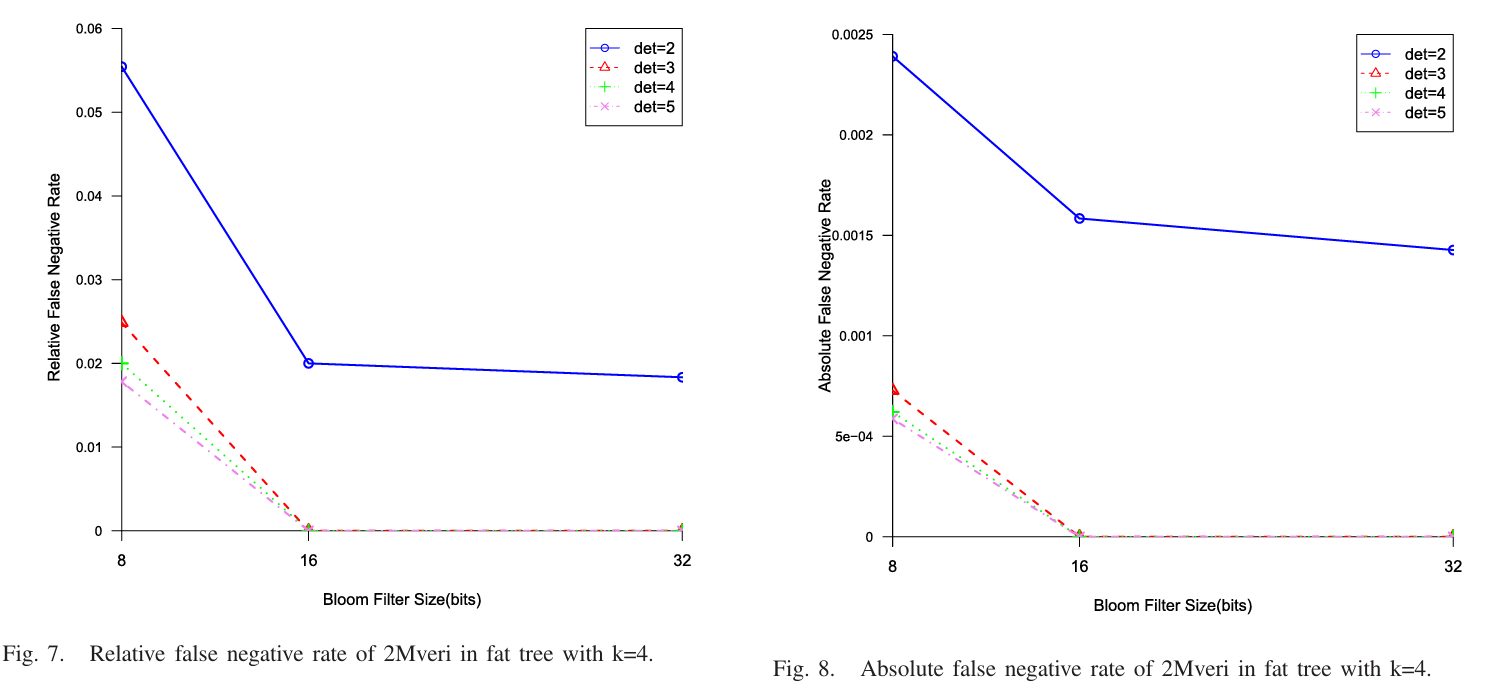 0.06
0.05
0.04
0.03
0.02
0.01
0
Relative False Negative Rate
det=2
det=3
det=4
det=5
8
16
32
Bloom Filter Size(bits)
Fig. 7. Relative false negative rate of 2Mveri in fat tree with k=4.
0.0025
0.002
0.0015
0.001
5e−04
0
Absolute False Negative Rate
det=2
det=3
det=4
det=5
8
16
32
Bloom Filter Size(bits)
Fig. 8. Absolute false negative rate of 2Mveri in fat tree with k=4.